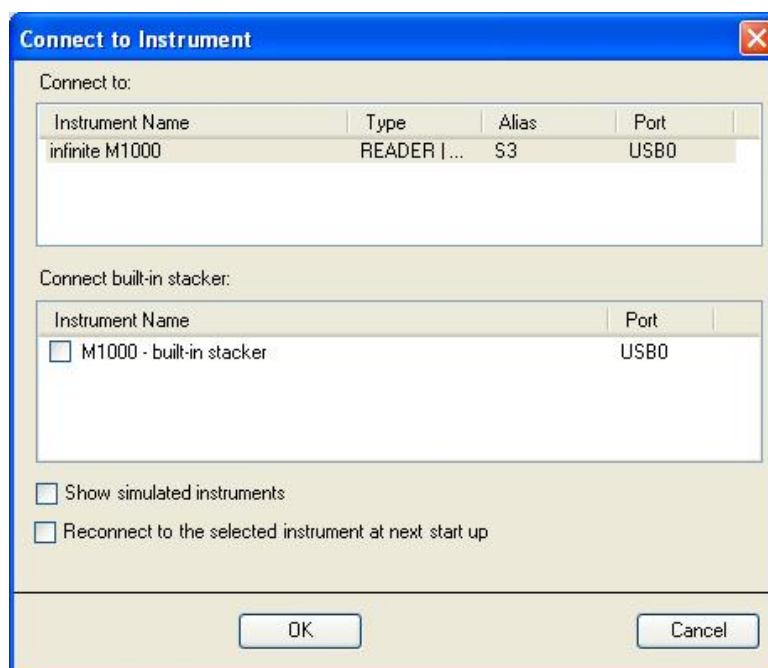 Connect to Instrument
Connect to:
Instrument Name Type Alias Port
infinite M1000 READER | ... S3 USB0
Connect built-in stacker:
Instrument Name Port
M1000 - built-in stacker USB0
Show simulated instruments
Reconnect to the selected instrument at next start up
OK Cancel